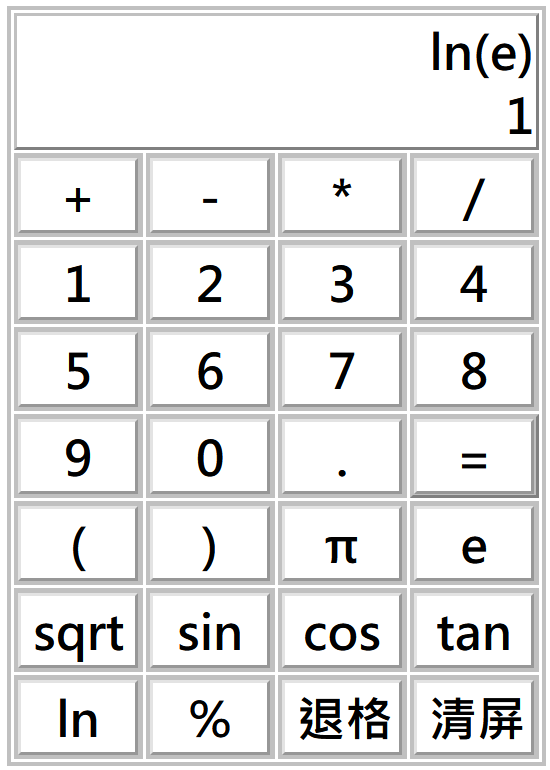 ln(e)
1
+ - * /
1 2 3 4
5 6 7 8
9 0 . =
( ) π e
sqrt sin cos tan
ln % 退格 清屏